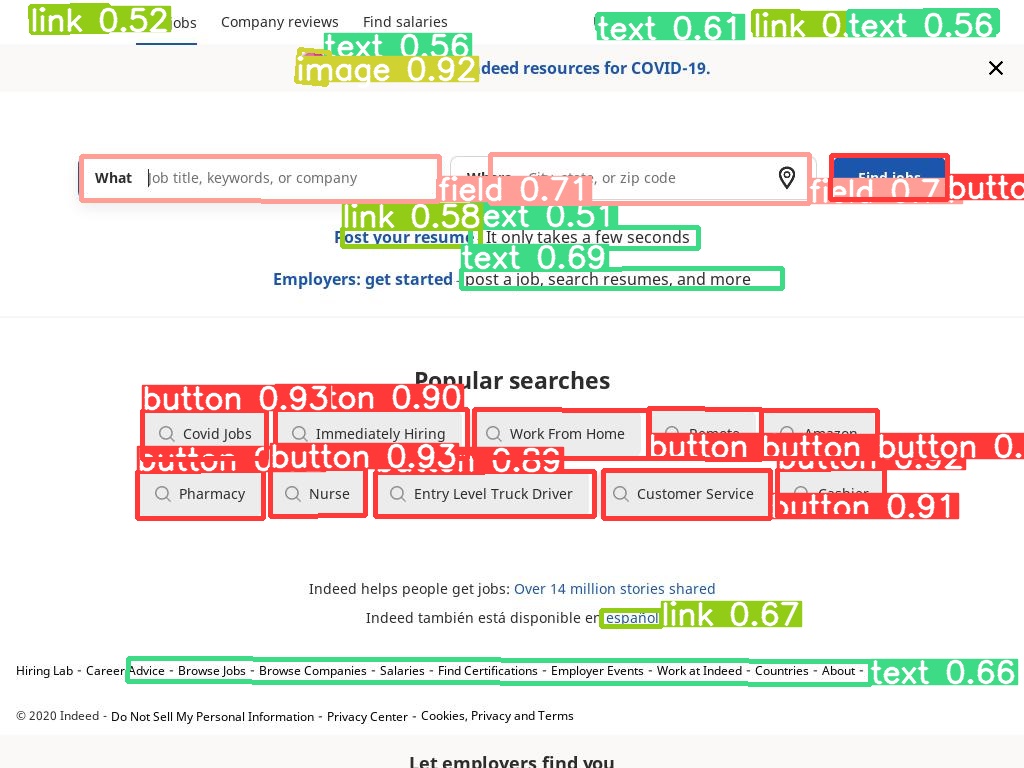 link 0.52 Jobs Company reviews Find salaries text 0.61 link 0. text 0.56
text 0.56
image 0.92 deed resources for COVID-19.
What Job title, keywords, or company Where City, state, or zip code Find jobs
field 0.71 field 0.7 butto
link 0.58 ext 0.51
Post your resume It only takes a few seconds
text 0.69
Employers: get started - post a job, search resumes, and more
Popular searches
button 0.93 ton 0.90
Covid Jobs Immediately Hiring Work From Home Remote Amazon
button button button 0.
button 0 button 0.93 n 0.89 0.92
Pharmacy Nurse Entry Level Truck Driver Customer Service Cashier
button 0.91
Indeed helps people get jobs: Over 14 million stories shared
Indeed también está disponible en español link 0.67
Hiring Lab - Career Advice - Browse Jobs - Browse Companies - Salaries - Find Certifications - Employer Events - Work at Indeed - Countries - About - text 0.66
© 2020 Indeed - Do Not Sell My Personal Information - Privacy Center - Cookies, Privacy and Terms
Let employers find you